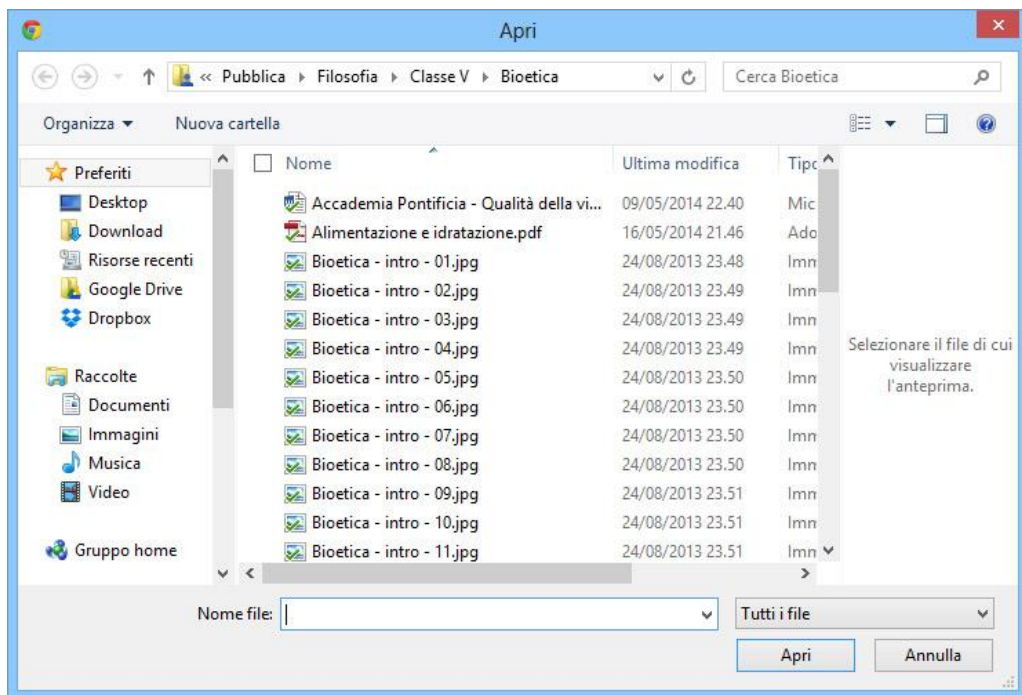 Apri
« Pubblica Filosofia Classe V Bioetica
Cerca Bioetica
Organizza Nuova cartella
Preferiti
Desktop
Download
Risorse recenti
Google Drive
Dropbox
Raccolte
Documenti
Immagini
Musica
Video
Gruppo home
Nome Ultima modifica Tipo
Accademia Pontificia - Qualità della vi... 09/05/2014 22.40 Mic
Alimentazione e idratazione.pdf 16/05/2014 21.46 Ado
Bioetica - intro - 01.jpg 24/08/2013 23.48 Imm
Bioetica - intro - 02.jpg 24/08/2013 23.49 Imm
Bioetica - intro - 03.jpg 24/08/2013 23.49 Imm
Bioetica - intro - 04.jpg 24/08/2013 23.49 Imm
Bioetica - intro - 05.jpg 24/08/2013 23.50 Imm
Bioetica - intro - 06.jpg 24/08/2013 23.50 Imm
Bioetica - intro - 07.jpg 24/08/2013 23.50 Imm
Bioetica - intro - 08.jpg 24/08/2013 23.50 Imm
Bioetica - intro - 09.jpg 24/08/2013 23.51 Imm
Bioetica - intro - 10.jpg 24/08/2013 23.51 Imm
Bioetica - intro - 11.jpg 24/08/2013 23.51 Imm
Selezionare il file di cui
visualizzare
l'anteprima.
Nome file: Tutti i file
Apri Annulla